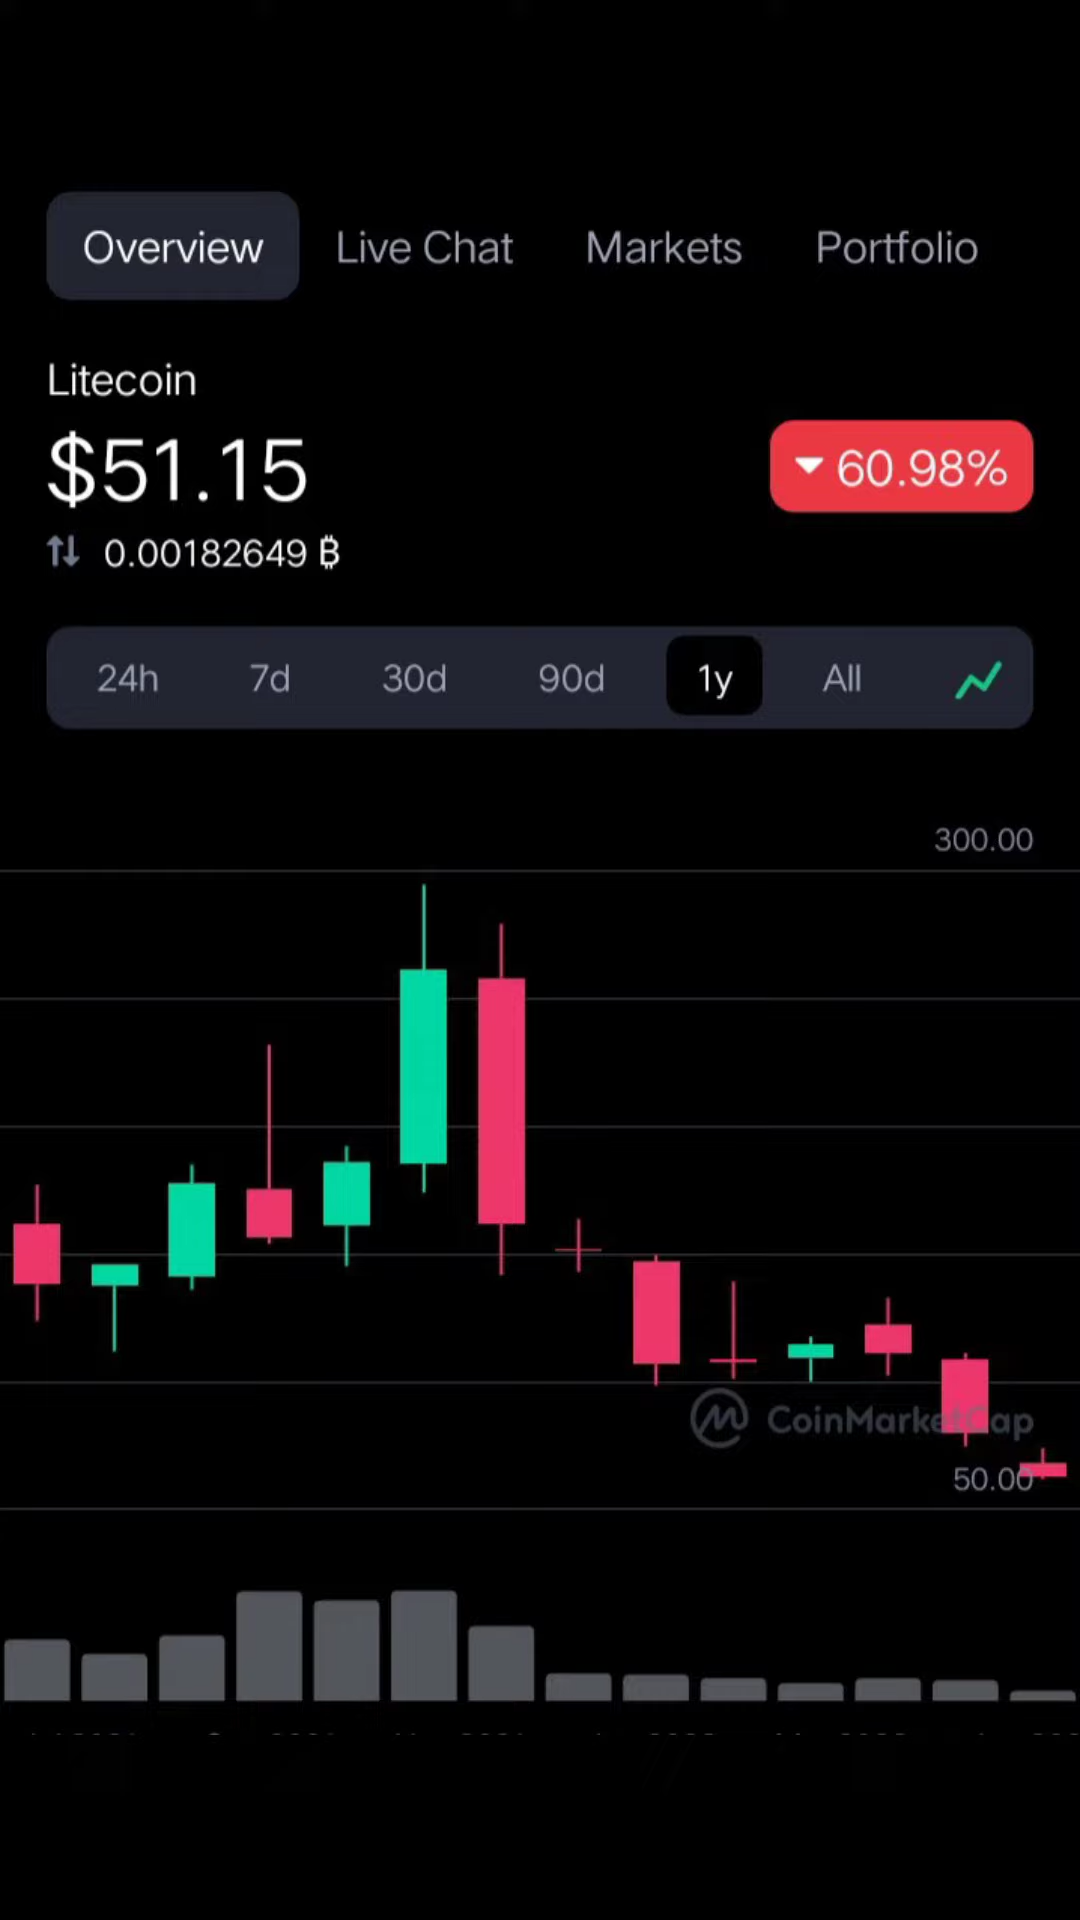 Overview Live Chat Markets Portfolio
Litecoin
$51.15
60.98%
0.00182649 ₿
24h 7d 30d 90d 1y All
300.00
CoinMarketCap
50.00